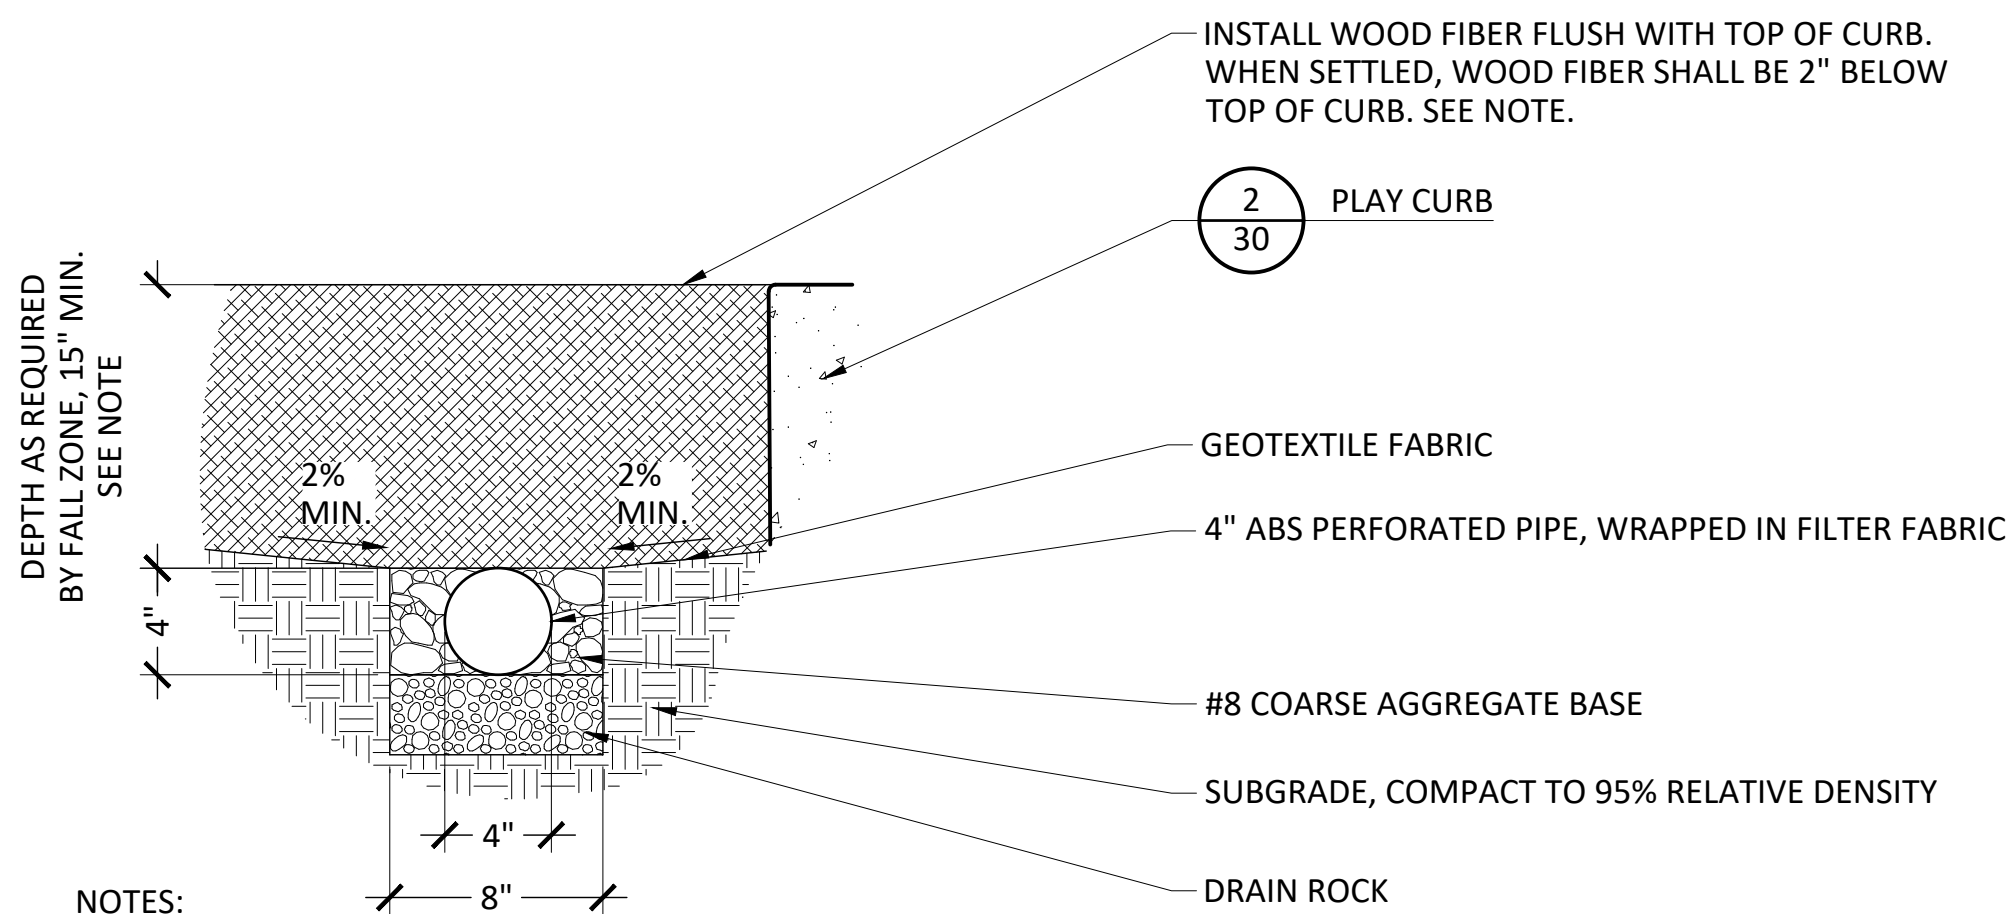 INSTALL WOOD FIBER FLUSH WITH TOP OF CURB.
WHEN SETTLED, WOOD FIBER SHALL BE 2" BELOW
TOP OF CURB. SEE NOTE.
2
30
PLAY CURB
DEPTH AS REQUIRED
BY FALL ZONE, 15" MIN.
SEE NOTE
2%
MIN.
2%
MIN.
GEOTEXTILE FABRIC
4" ABS PERFORATED PIPE, WRAPPED IN FILTER FABRIC
4"
#8 COARSE AGGREGATE BASE
SUBGRADE, COMPACT TO 95% RELATIVE DENSITY
4"
DRAIN ROCK
8"
NOTES: